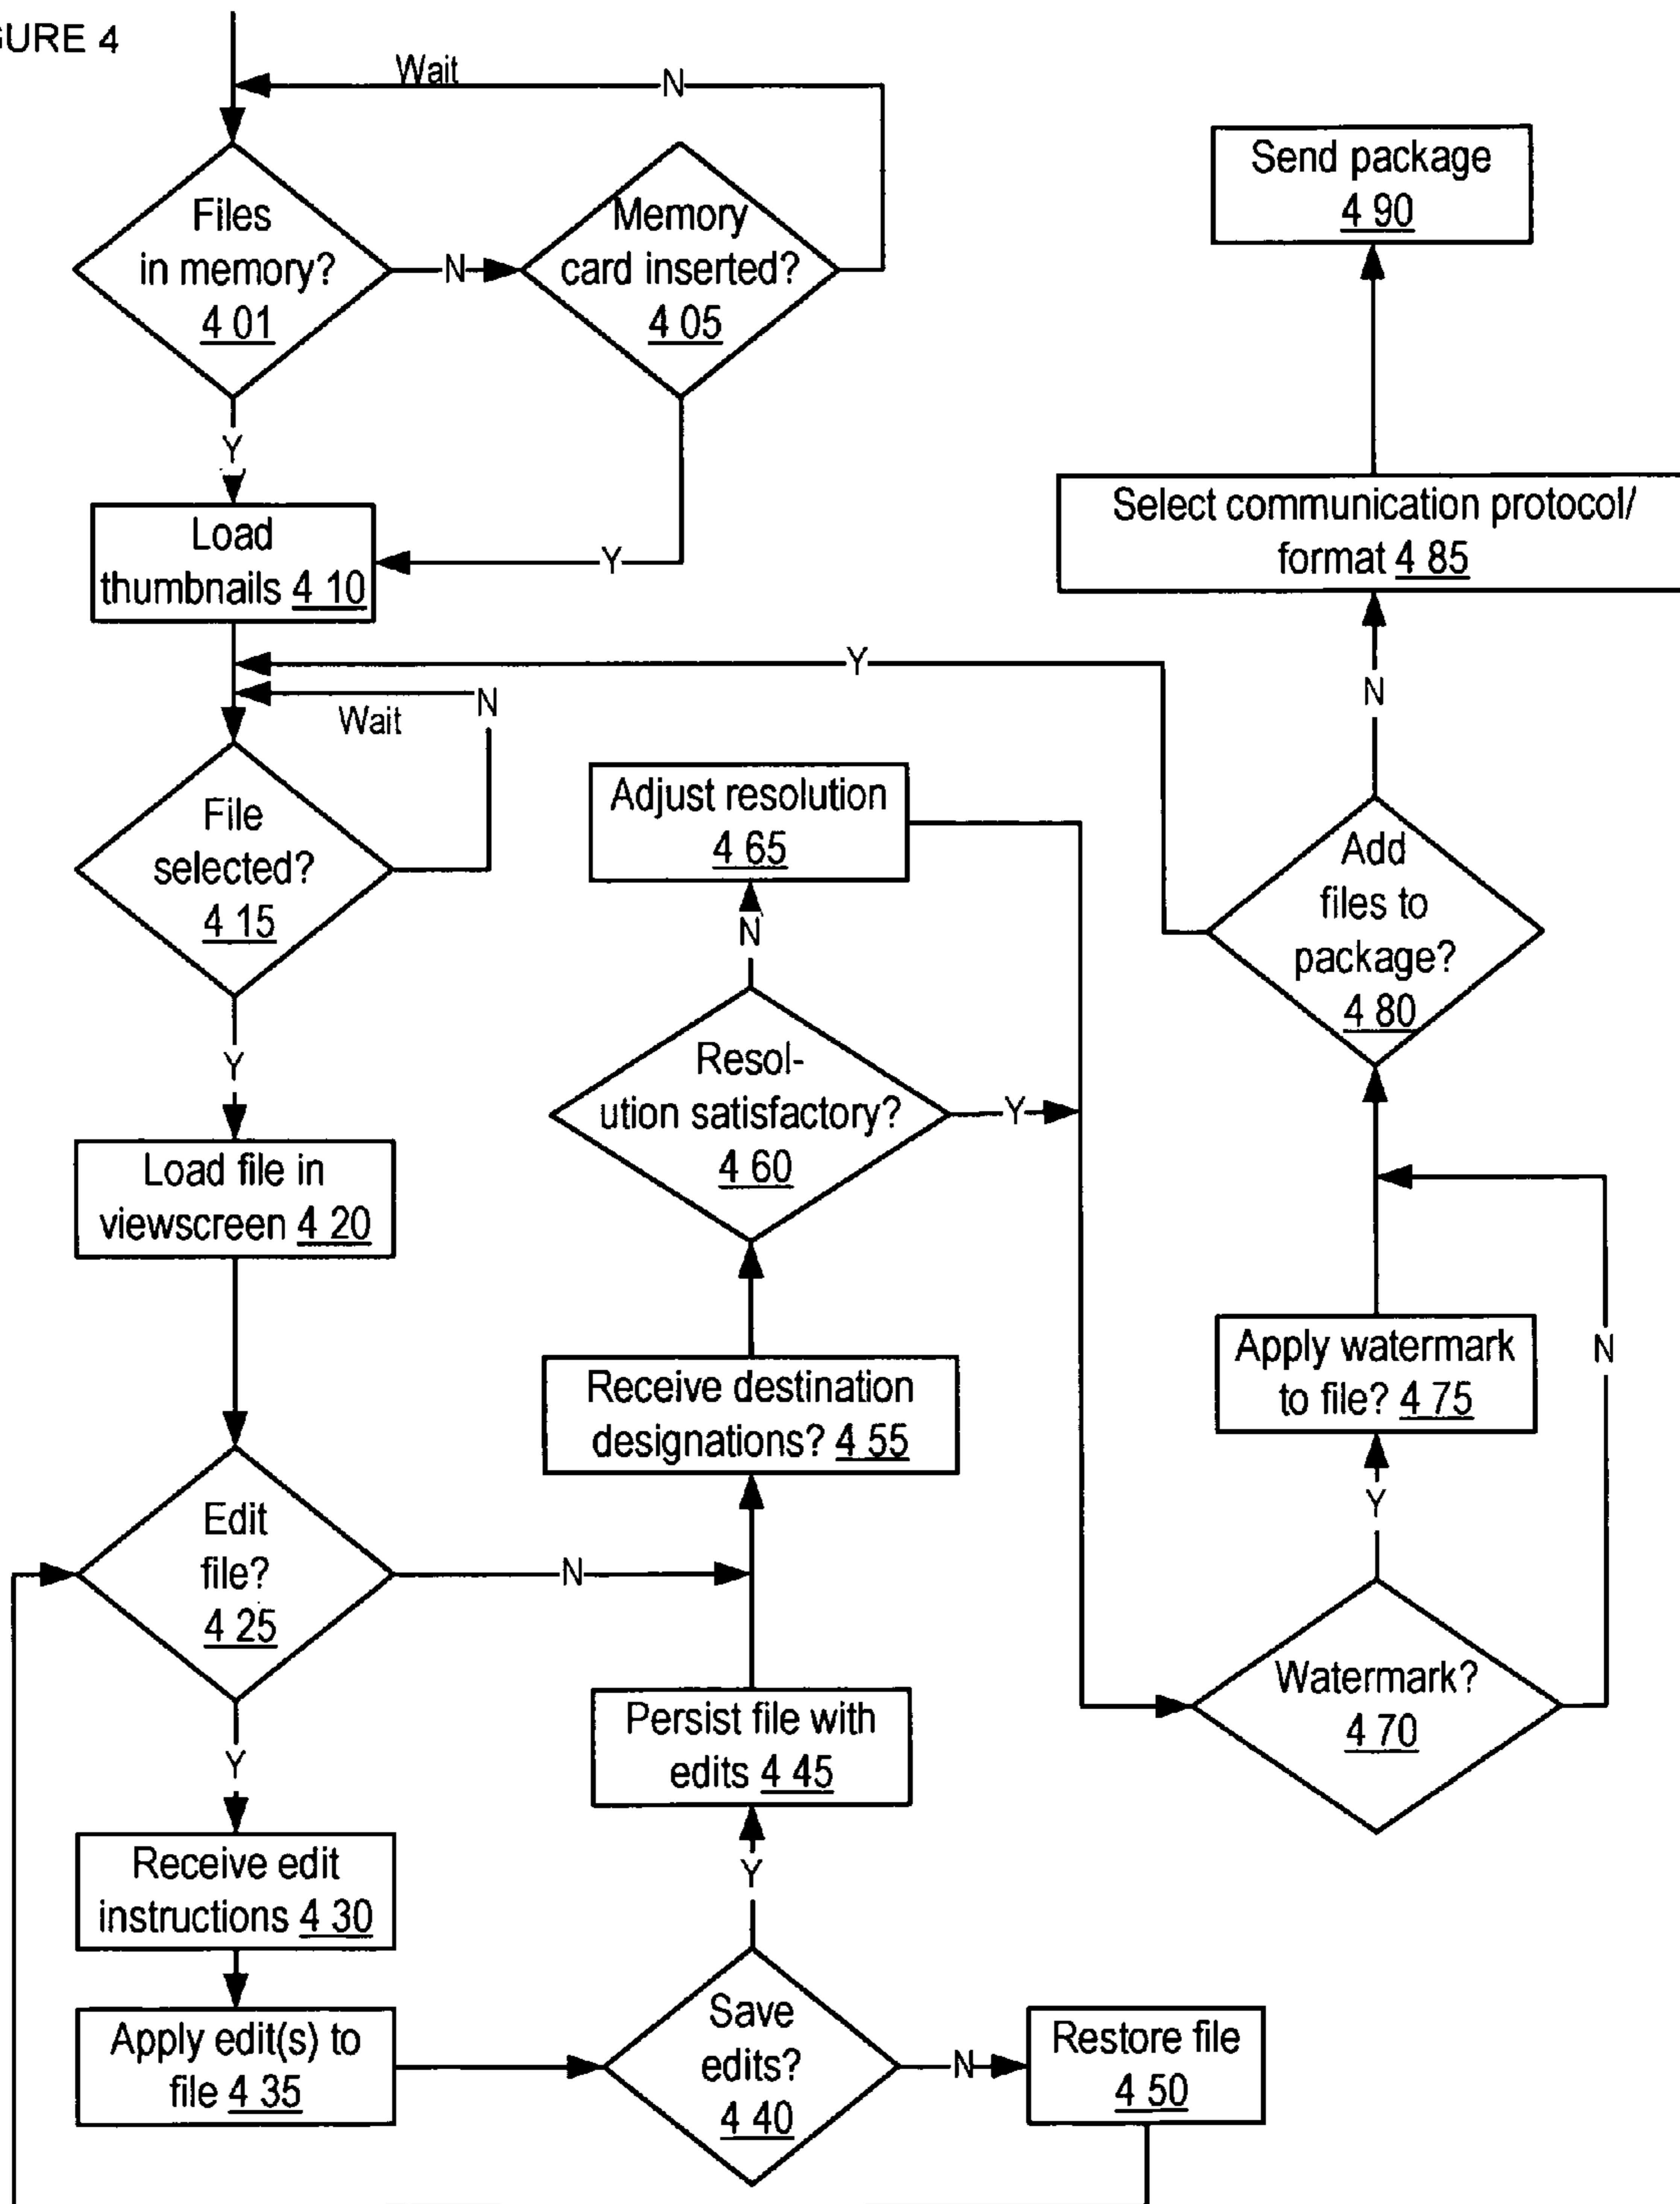 GURE 4
Wait
N
Files
in memory?
4 01
N
Memory
card inserted?
4 05
Y
Y
Load
thumbnails 4 10
Y
N
Wait
File
selected?
4 15
Y
Load file in
viewscreen 4 20
Edit
file?
4 25
N
Y
Receive edit
instructions 4 30
Apply edit(s) to
file 4 35
Save
edits?
4 40
N
Restore file
4 50
Y
Persist file with
edits 4 45
Receive destination
designations? 4 55
Resol-
ution satisfactory?
4 60
Y
N
Adjust resolution
4 65
Watermark?
4 70
Y
N
Apply watermark
to file? 4 75
Add
files to
package?
4 80
N
Select communication protocol/
format 4 85
Send package
4 90